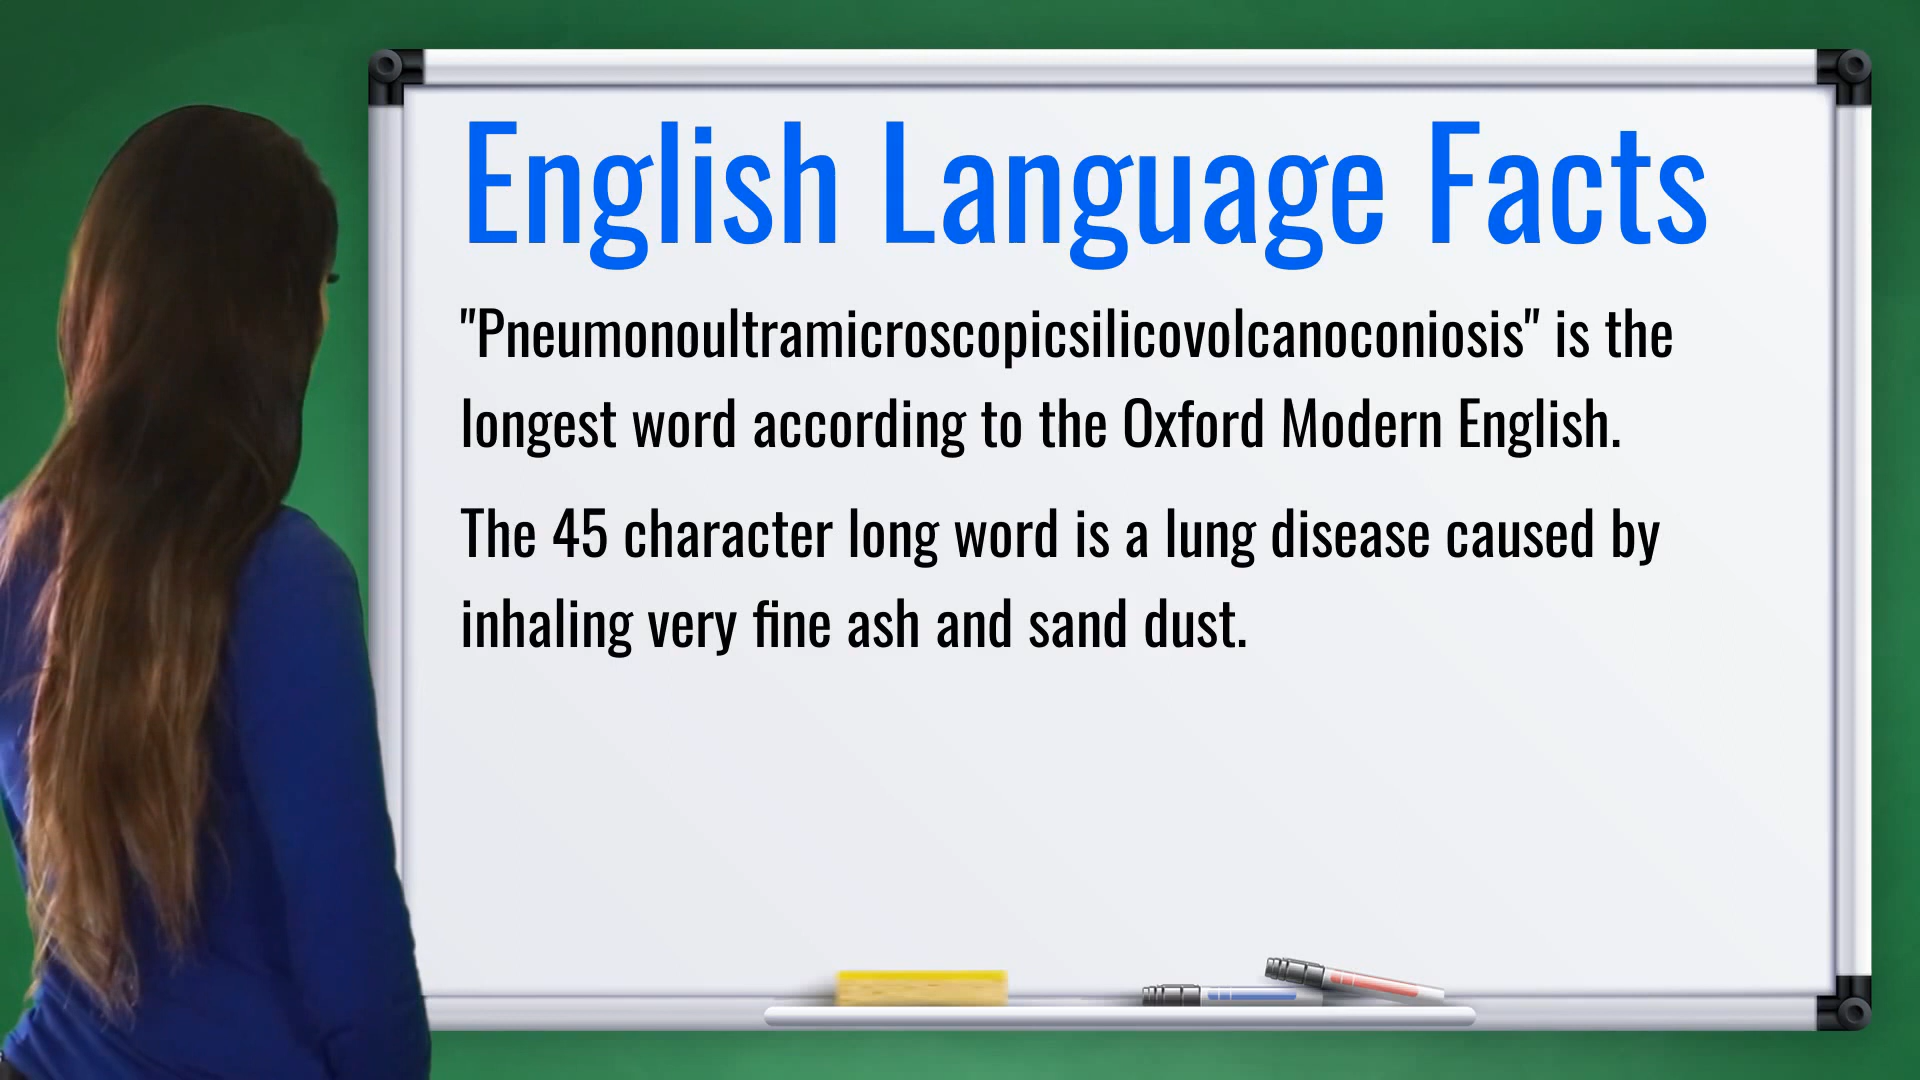 English Language Facts
"Pneumonoultramicroscopicsilicovolcanoconiosis" is the
longest word according to the Oxford Modern English.
The 45 character long word is a lung disease caused by
inhaling very fine ash and sand dust.